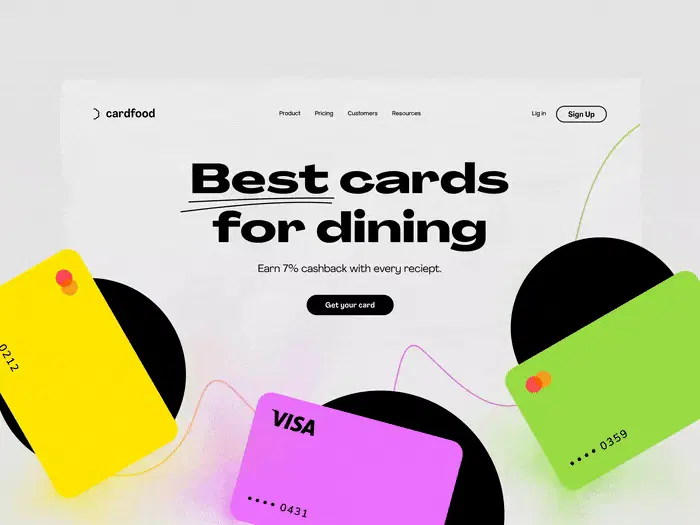 cardfood
Product Pricing Customers Resources
Lig in
Sign Up
Best cards
for dining
Earn 7% cashback with every reciept.
Get your card
0212
VISA
•••• 0431
•••• 0359